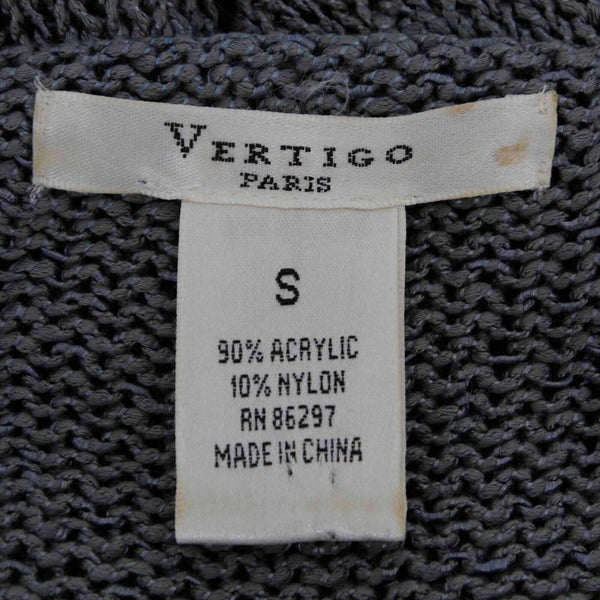 VERTIGO
PARIS
S
90% ACRYLIC
10% NYLON
RN 86297
MADE IN CHINA